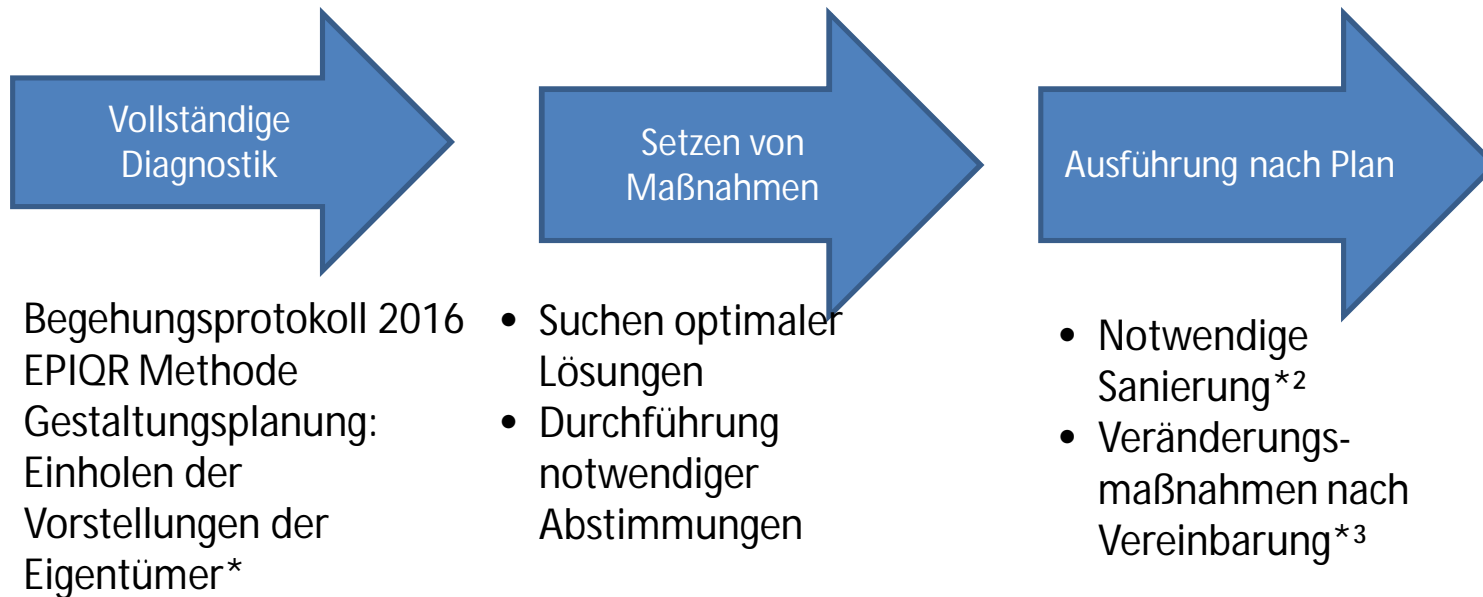 Vollständige
Diagnostik
Begehungsprotokoll 2016
EPIQR Methode
Gestaltungsplanung:
Einholen der
Vorstellungen der
Eigentümer*
Setzen von
Maßnahmen
• Suchen optimaler
Lösungen
• Durchführung
notwendiger
Abstimmungen
Ausführung nach Plan
• Notwendige
Sanierung*²
• Veränderungs-
maßnahmen nach
Vereinbarung*³